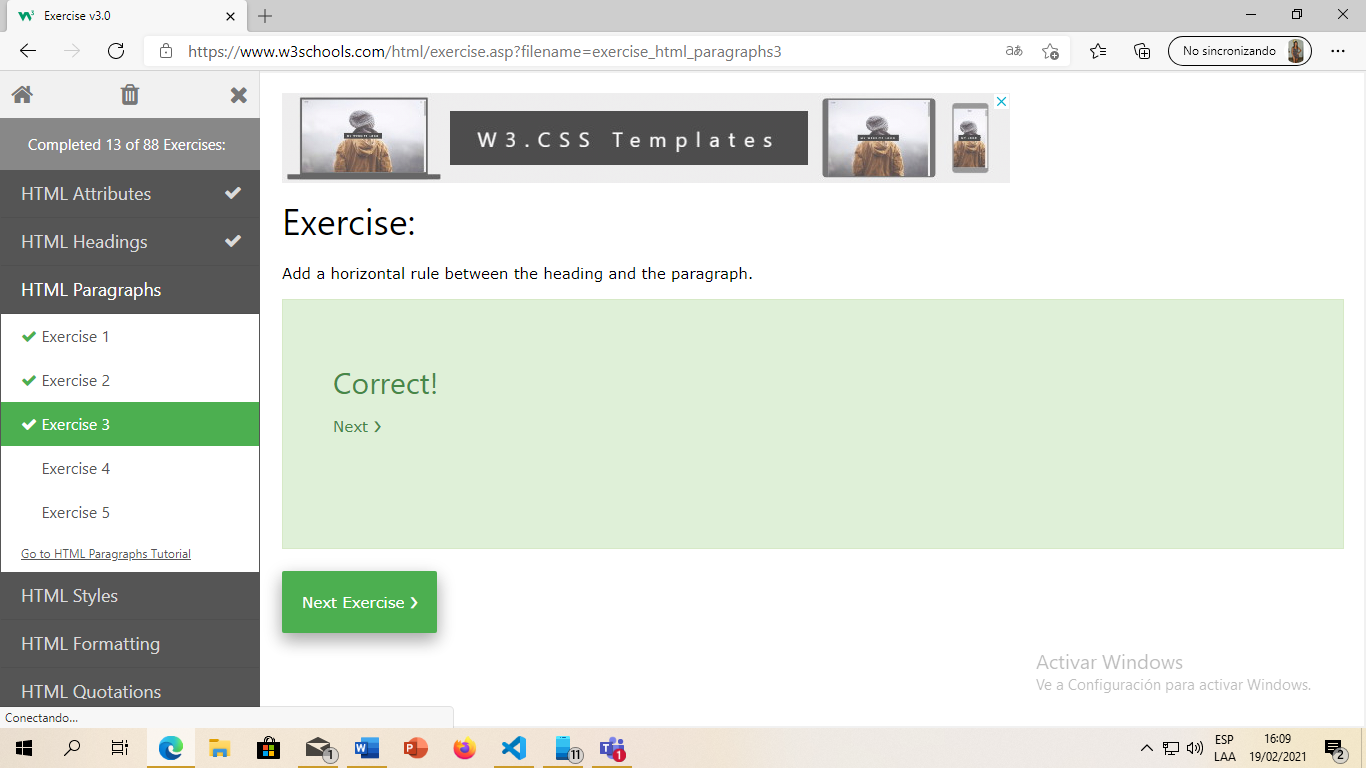 Exercise v3.0
https://www.w3schools.com/html/exercise.asp?filename=exercise_html_paragraphs3
No sincronizando
Completed 13 of 88 Exercises:
HTML Attributes
HTML Headings
HTML Paragraphs
Exercise 1
Exercise 2
Exercise 3
Exercise 4
Exercise 5
Go to HTML Paragraphs Tutorial
HTML Styles
HTML Formatting
HTML Quotations
Conectando...
W3.CSS Templates
Exercise:
Add a horizontal rule between the heading and the paragraph.
Correct!
Next ❯
Next Exercise ❯
Activar Windows
Ve a Configuración para activar Windows.
1
11
1
ESP
LAA
16:09
19/02/2021
2